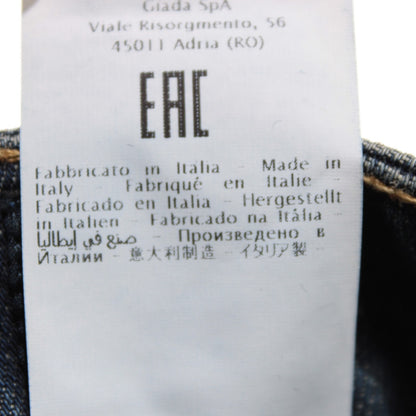 Giada SpA
Viale Risorgmento, 56
45011 Adria (RO)
EAC
Fabbricato in Italia - Made in
Italy - Fabriqué en Italie -
Fabricado en Italia - Hergestellt
in Italien - Fabricado na Itália -
صنع في إيطاليا - Произведено в
Италии - 意大利制造 - イタリア製 -